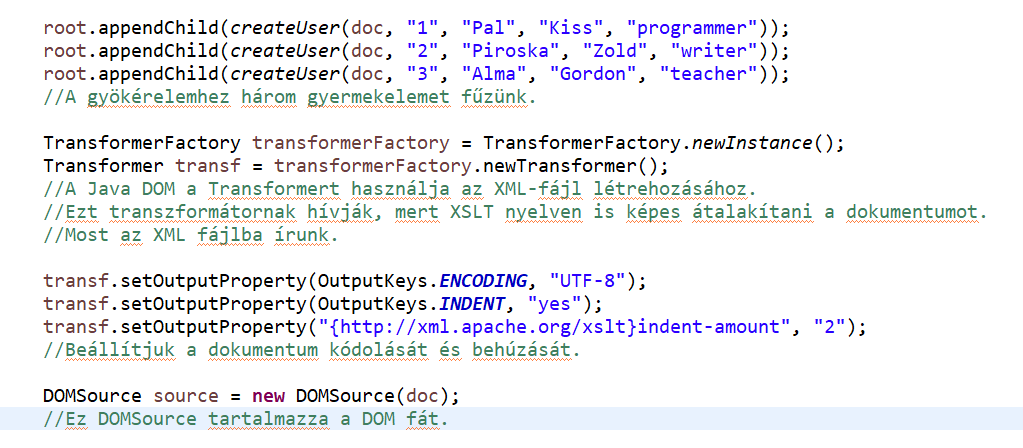 root.appendChild(createUser(doc, "1", "Pal", "Kiss", "programmer"));
root.appendChild(createUser(doc, "2", "Piroska", "Zold", "writer"));
root.appendChild(createUser(doc, "3", "Alma", "Gordon", "teacher"));
//A gyökérelemhez három gyermekelemet fűzünk.
TransformerFactory transformerFactory = TransformerFactory.newInstance();
Transformer transf = transformerFactory.newTransformer();
//A Java DOM a Transformert használja az XML-fájl létrehozásához.
//Ezt transzformátornak hívják, mert XSLT nyelven is képes átalakítani a dokumentumot.
//Most az XML fájlba írunk.
transf.setOutputProperty(OutputKeys.ENCODING, "UTF-8");
transf.setOutputProperty(OutputKeys.INDENT, "yes");
transf.setOutputProperty("{http://xml.apache.org/xslt}indent-amount", "2");
//Beállítjuk a dokumentum kódolását és behúzását.
DOMSource source = new DOMSource(doc);
//Ez DOMSource tartalmazza a DOM fát.